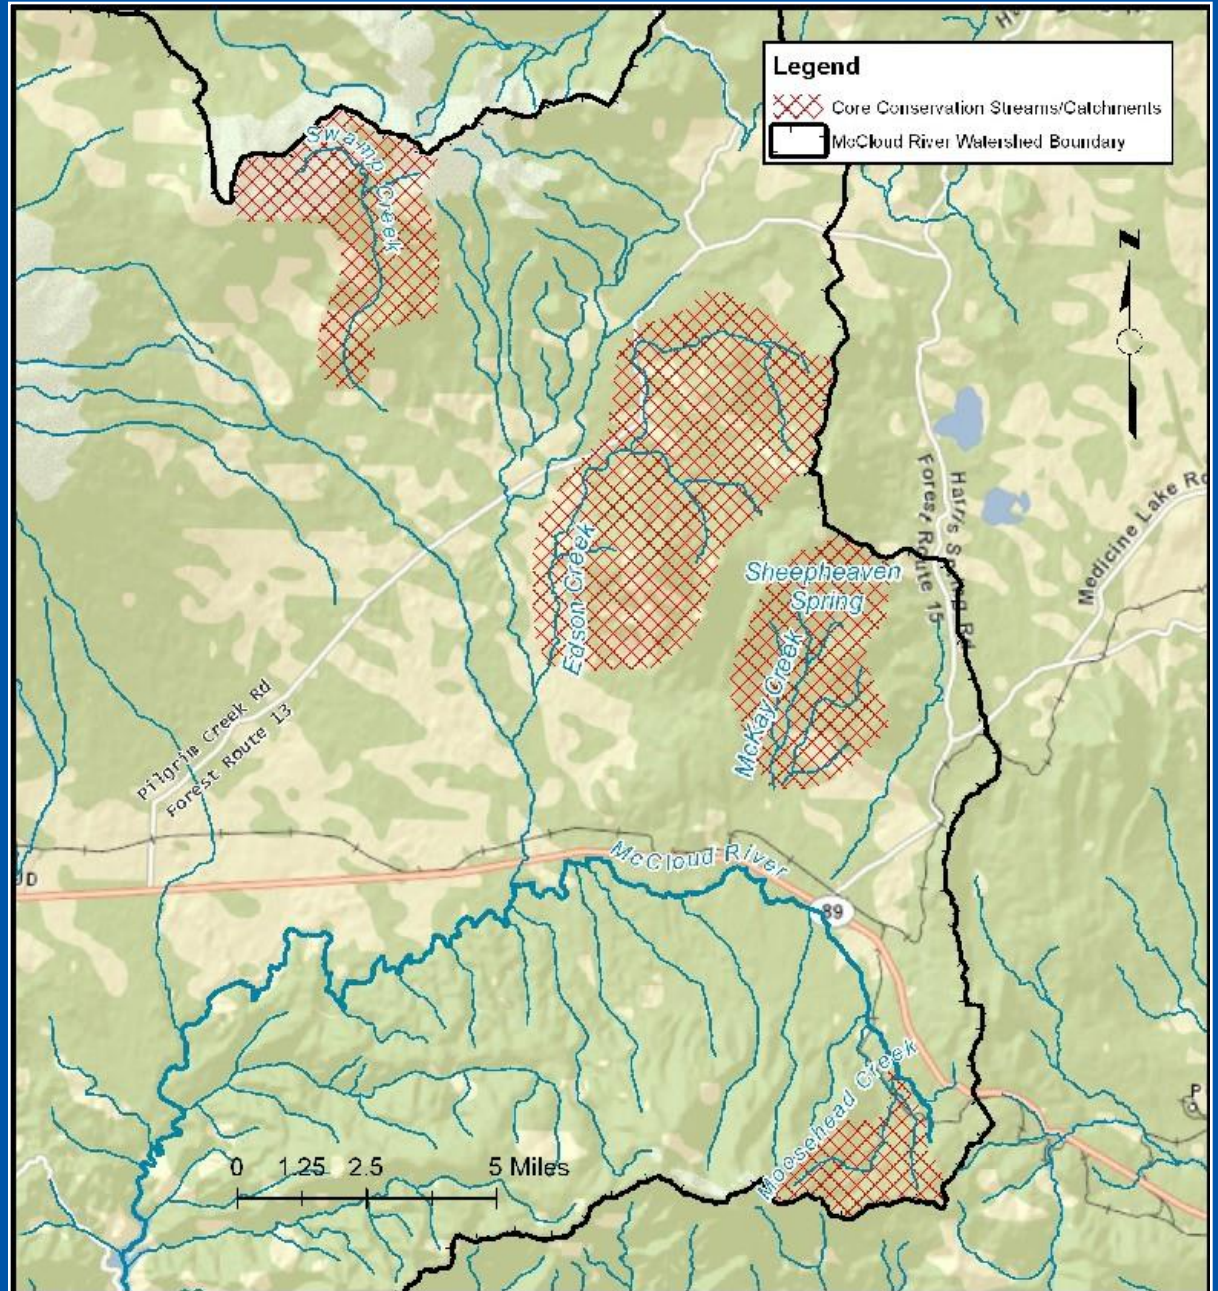 Legend
Core Conservation Streams/Catchments
McCloud River Watershed Boundary
Swamp Creek
Forest Route 15
Harris Spring Rd
Medicine Lake Rd
Sheepheaven
Spring
Edson Creek
McKay Creek
Pilgrim Creek Rd
Forest Route 13
McCloud River
89
Moosehead Creek
0 1.25 2.5 5 Miles